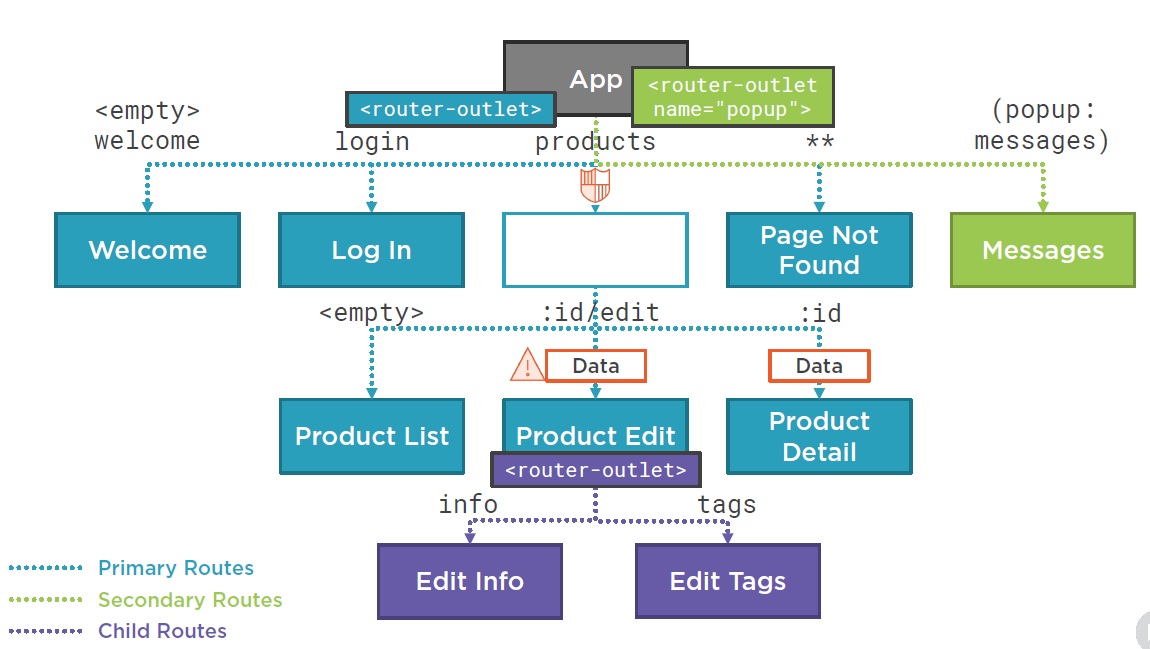 App
<router-outlet>
<router-outlet
name="popup">
<empty>
welcome
login
products
**
(popup:
messages)
Welcome
Log In
Page Not
Found
Messages
<empty>
:id/edit
:id
!
Data
Data
Product List
Product Edit
Product
Detail
<router-outlet>
info
tags
Edit Info
Edit Tags
Primary Routes
Secondary Routes
Child Routes